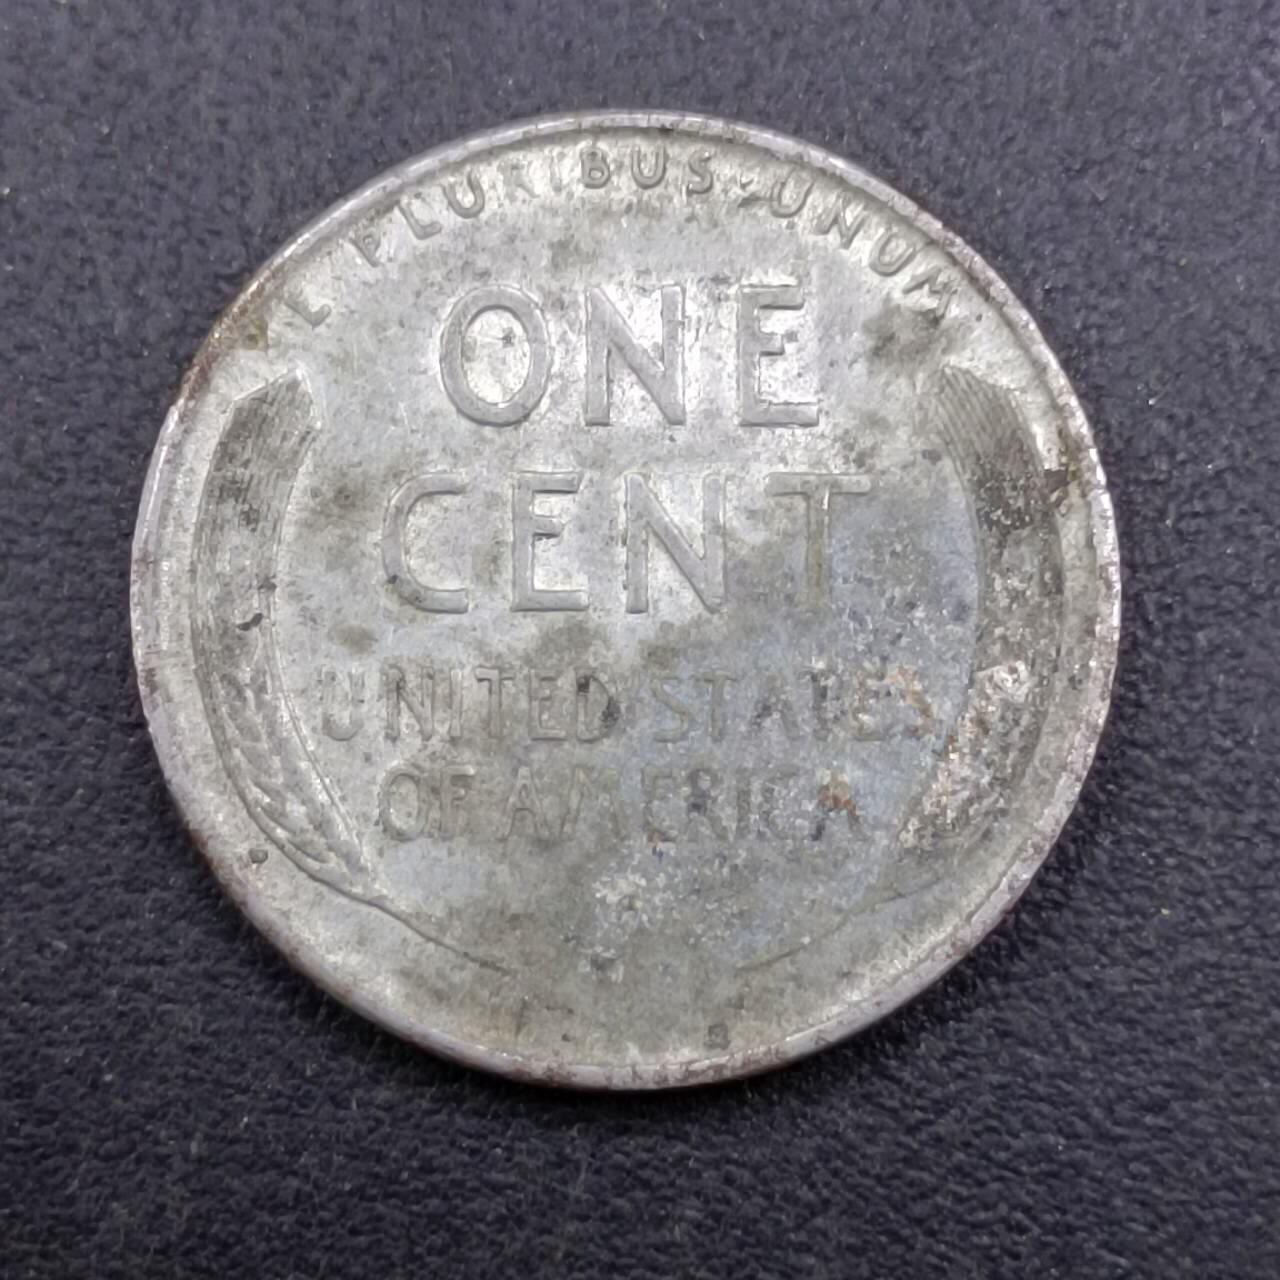 E·PLURIBUS·UNUM
ONE
CENT
UNITED STATES
OF AMERICA